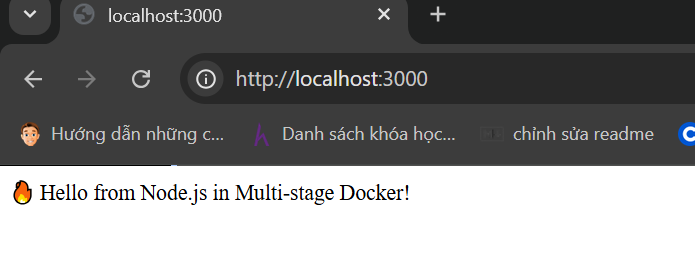 localhost:3000
http://localhost:3000
Hướng dẫn những c... Danh sách khóa học... chỉnh sửa readme
🔥 Hello from Node.js in Multi-stage Docker!